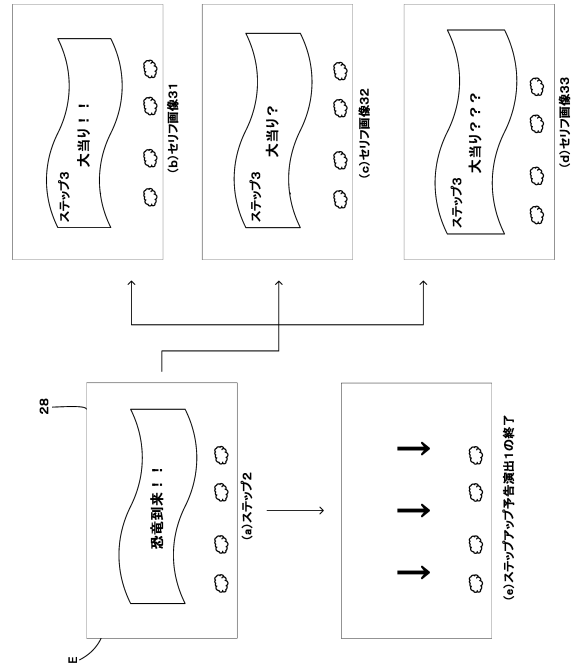 28
E
恐竜到来！！
(a)ステップ2
ステップ3
大当り！！
(b)セリフ画像31
ステップ3
大当り？
(c)セリフ画像32
ステップ3
大当り？？？
(d)セリフ画像33
(e)ステップアップ予告演出1の終了